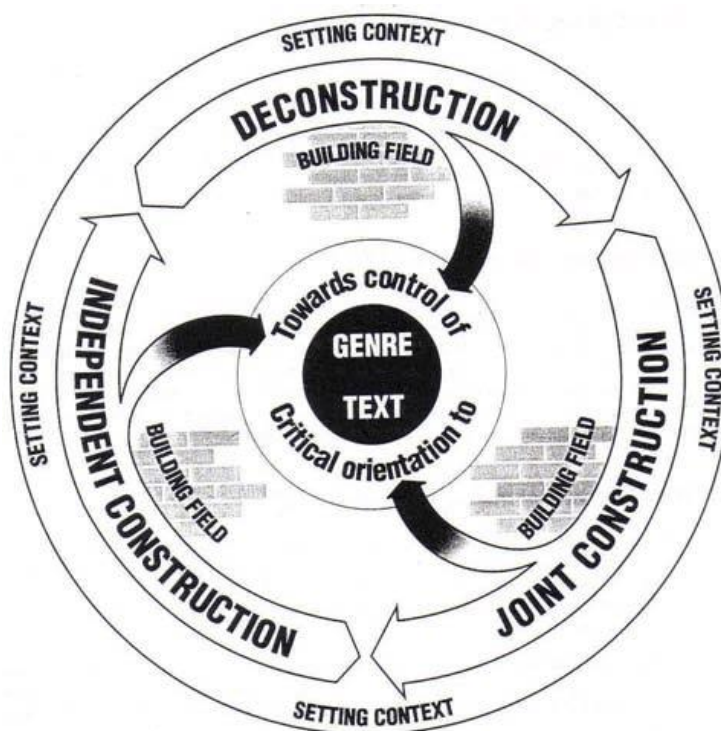 SETTING CONTEXT
DECONSTRUCTION
BUILDING FIELD
SETTING CONTEXT
INDEPENDENT CONSTRUCTION
BUILDING FIELD
Towards control of
GENRE
TEXT
Critical orientation to
BUILDING FIELD
JOINT CONSTRUCTION
SETTING CONTEXT
SETTING CONTEXT